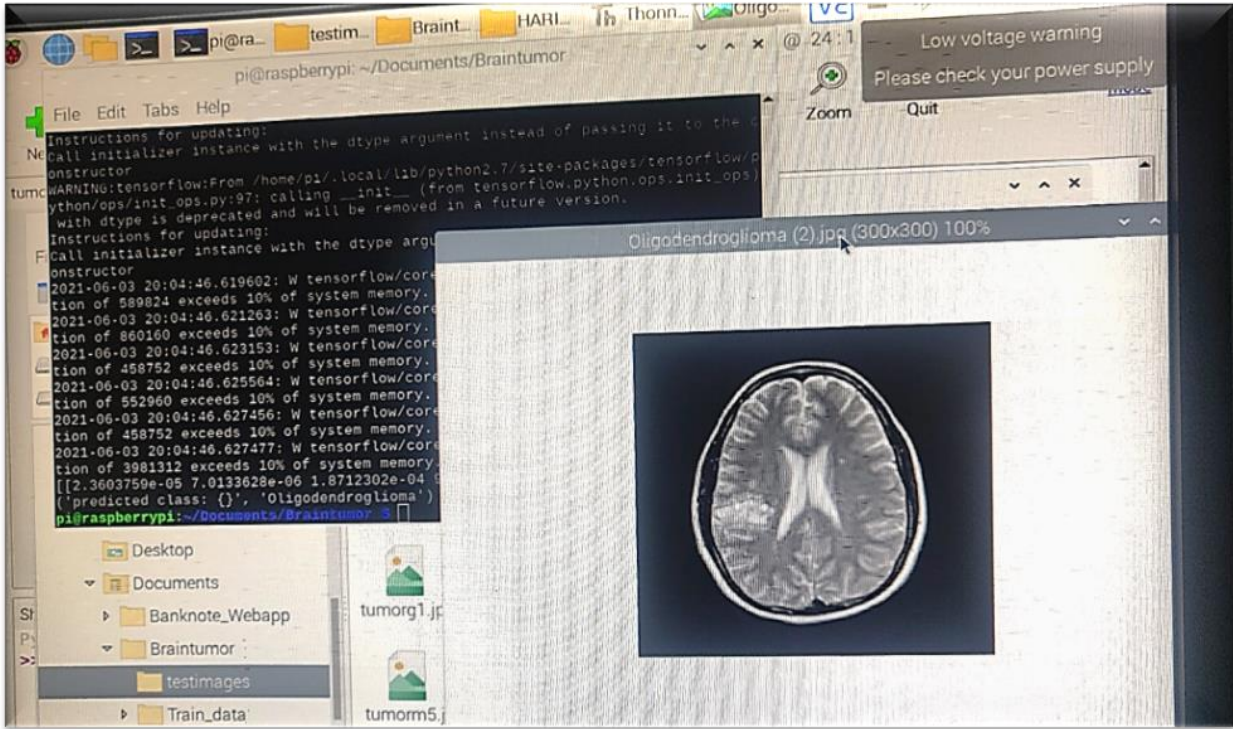 pi@ra...
testim...
Braint...
HARI...
Thonn...
Oligo...
@ 24:1
Low voltage warning
Please check your power supply
pi@raspberrypi: ~/Documents/Braintumor
File Edit Tabs Help
Zoom
Quit
Instructions for updating:
Call initializer instance with the dtype argument instead of passing it to the c
onstructor
WARNING:tensorflow:From /home/pi/.local/lib/python2.7/site-packages/tensorflow/p
ython/ops/init_ops.py:97: calling __init__ (from tensorflow.python.ops.init_ops)
with dtype is deprecated and will be removed in a future version.
Instructions for updating:
Call initializer instance with the dtype argu
onstructor
2021-06-03 20:04:46.619602: W tensorflow/core
tion of 589824 exceeds 10% of system memory.
2021-06-03 20:04:46.621263: W tensorflow/core
tion of 860160 exceeds 10% of system memory.
2021-06-03 20:04:46.623153: W tensorflow/core
tion of 458752 exceeds 10% of system memory.
2021-06-03 20:04:46.625564: W tensorflow/core
tion of 552960 exceeds 10% of system memory.
2021-06-03 20:04:46.627456: W tensorflow/core
tion of 458752 exceeds 10% of system memory.
2021-06-03 20:04:46.627477: W tensorflow/core
tion of 3981312 exceeds 10% of system memory.
[[2.3603759e-05 7.0133628e-06 1.8712302e-04 9
('predicted class: {}', 'Oligodendroglioma')
pi@raspberrypi:~/Documents/Braintumor $
Oligodendroglioma (2).jpg (300x300) 100%
Desktop
Documents
Banknote_Webapp
Braintumor
testimages
Train_data
tumorg1.jp
tumorm5.j